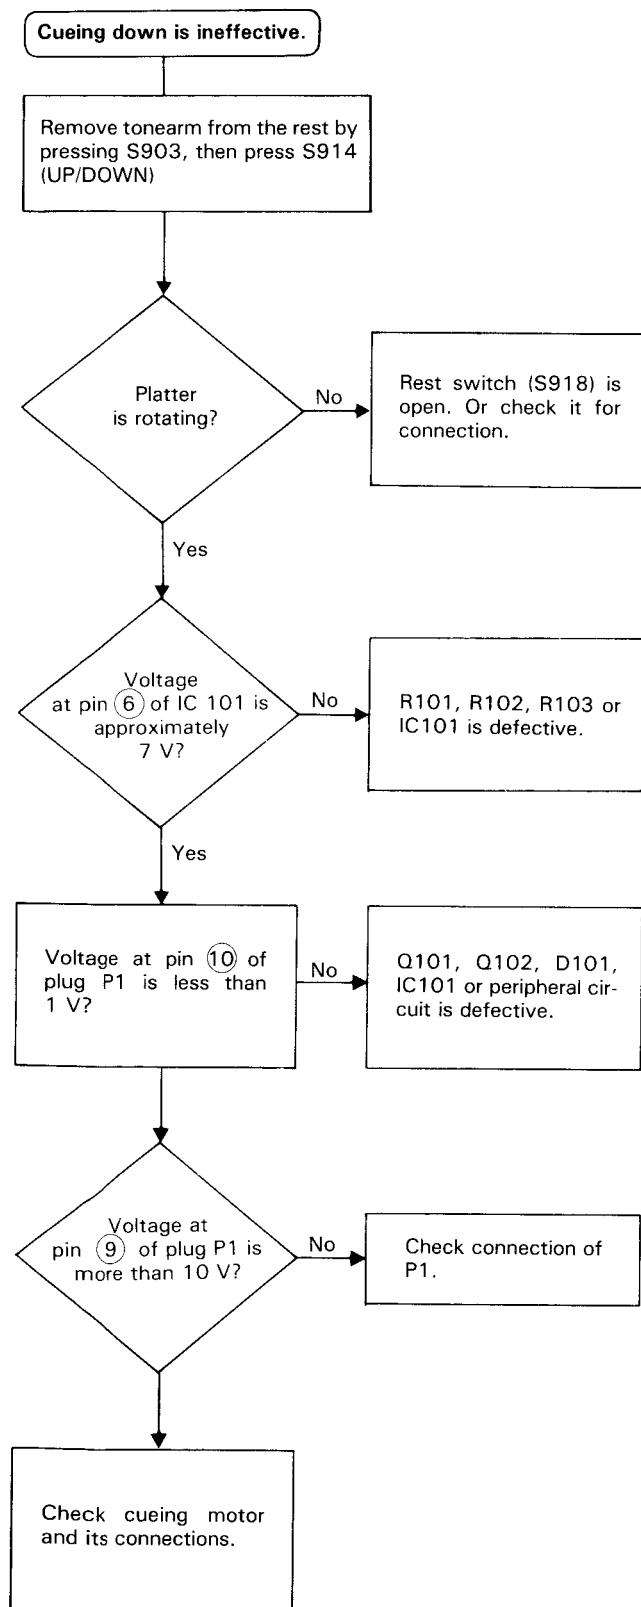 Cueing down is ineffective.
Remove tonearm from the rest by
pressing S903, then press S914
(UP/DOWN)
Platter
is rotating?
No
Rest switch (S918) is
open. Or check it for
connection.
Yes
Voltage
at pin 6 of IC 101 is
approximately
7 V?
No
R101, R102, R103 or
IC101 is defective.
Yes
Voltage at pin 10 of
plug P1 is less than
1 V?
No
Q101, Q102, D101,
IC101 or peripheral cir-
cuit is defective.
Voltage at
pin 9 of plug P1 is
more than 10 V?
No
Check connection of
P1.
Check cueing motor
and its connections.